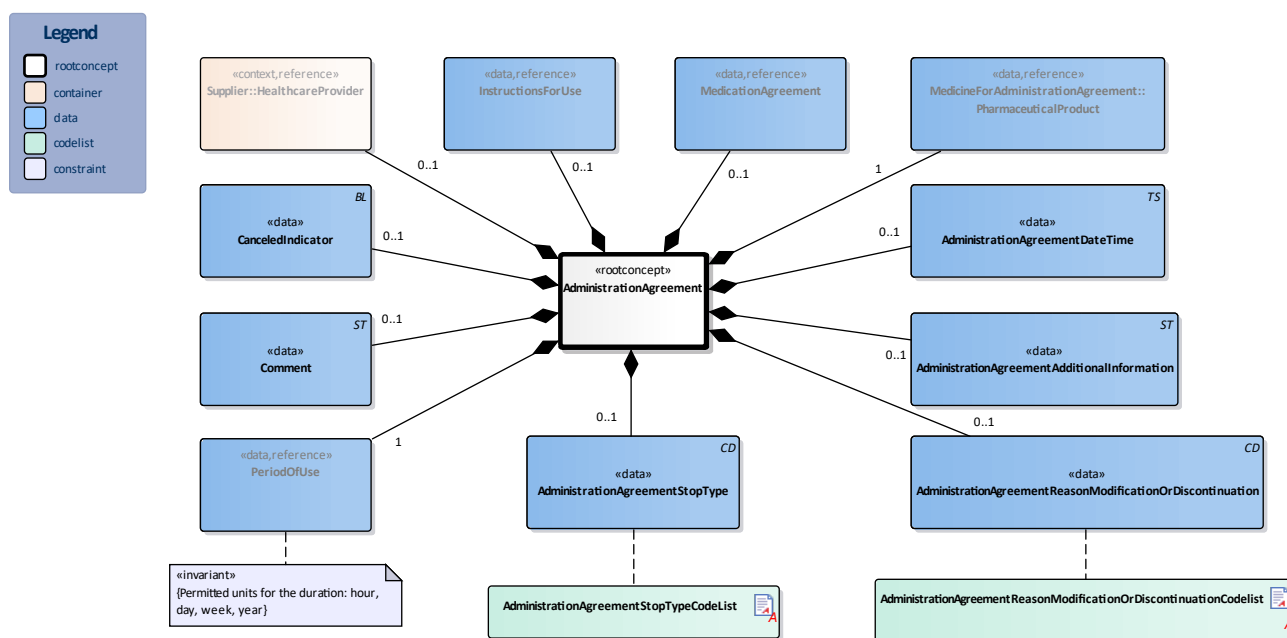 Legend
rootconcept
container
data
codelist
constraint
«context,reference»
Supplier::HealthcareProvider
«data,reference»
InstructionsForUse
«data,reference»
MedicationAgreement
«data,reference»
MedicineForAdministrationAgreement::
PharmaceuticalProduct
0..1
0..1
0..1
1
BL
«data»
CanceledIndicator
0..1
TS
«data»
AdministrationAgreementDateTime
0..1
«rootconcept»
AdministrationAgreement
ST
«data»
Comment
0..1
ST
«data»
AdministrationAgreementAdditionalInformation
0..1
«data,reference»
PeriodOfUse
1
CD
«data»
AdministrationAgreementStopType
0..1
CD
«data»
AdministrationAgreementReasonModificationOrDiscontinuation
0..1
«invariant»
{Permitted units for the duration: hour,
day, week, year}
AdministrationAgreementStopTypeCodeList
A
AdministrationAgreementReasonModificationOrDiscontinuationCodelist
A